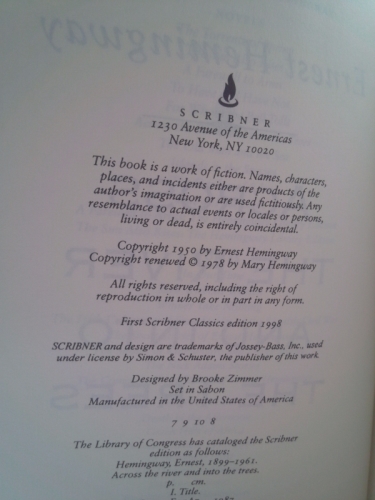 Ernest Hemingway
SCRIBNER
1230 Avenue of the Americas
New York, NY 10020
This book is a work of fiction. Names, characters,
places, and incidents either are products of the
author's imagination or are used fictitiously. Any
resemblance to actual events or locales or persons,
living or dead, is entirely coincidental.
Copyright 1950 by Ernest Hemingway
Copyright renewed © 1978 by Mary Hemingway
All rights reserved, including the right of
reproduction in whole or in part in any form.
First Scribner Classics edition 1998
SCRIBNER and design are trademarks of Jossey-Bass, Inc., used
under license by Simon & Schuster, the publisher of this work.
Designed by Brooke Zimmer
Set in Sabon
Manufactured in the United States of America
7 9 10 8
The Library of Congress has cataloged the Scribner
edition as follows:
Hemingway, Ernest, 1899–1961.
Across the river and into the trees.
p. cm.
I. Title.